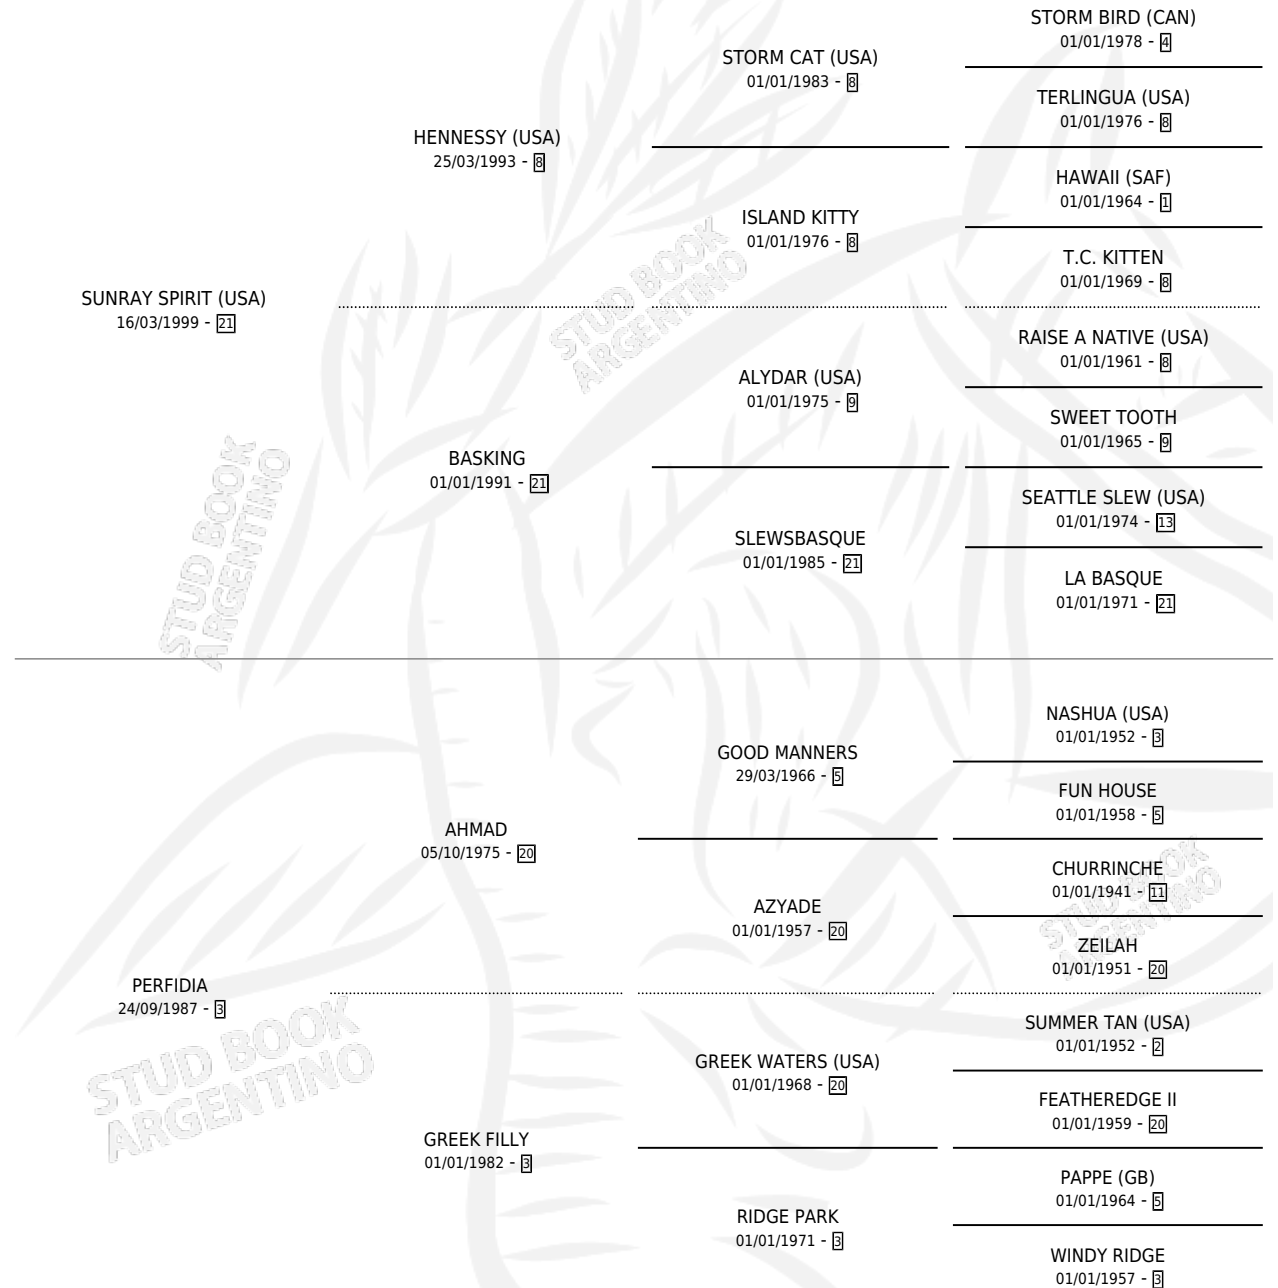 STORM BIRD (CAN)
01/01/1978 - 4
STORM CAT (USA)
01/01/1983 - 8
TERLINGUA (USA)
01/01/1976 - 8
HENNESSY (USA)
25/03/1993 - 8
HAWAII (SAF)
01/01/1964 - 1
ISLAND KITTY
01/01/1976 - 8
T.C. KITTEN
01/01/1969 - 8
SUNRAY SPIRIT (USA)
16/03/1999 - 21
STUD BOOK
ARGENTINO
RAISE A NATIVE (USA)
01/01/1961 - 8
ALYDAR (USA)
01/01/1975 - 9
SWEET TOOTH
01/01/1965 - 9
BASKING
01/01/1991 - 21
SEATTLE SLEW (USA)
01/01/1974 - 13
SLEWSBASQUE
01/01/1985 - 21
LA BASQUE
01/01/1971 - 21
STUD BOOK
ARGENTINO
NASHUA (USA)
01/01/1952 - 3
GOOD MANNERS
29/03/1966 - 5
FUN HOUSE
01/01/1958 - 5
AHMAD
05/10/1975 - 20
CHURRINCHE
01/01/1941 - 11
AZYADE
01/01/1957 - 20
STUD BOOK
ARGENTINO
ZEILAH
01/01/1951 - 20
PERFIDIA
24/09/1987 - 3
SUMMER TAN (USA)
01/01/1952 - 2
STUD BOOK
ARGENTINO
GREEK WATERS (USA)
01/01/1968 - 20
FEATHEREDGE II
01/01/1959 - 20
GREEK FILLY
01/01/1982 - 3
PAPPE (GB)
01/01/1964 - 5
RIDGE PARK
01/01/1971 - 3
WINDY RIDGE
01/01/1957 - 3